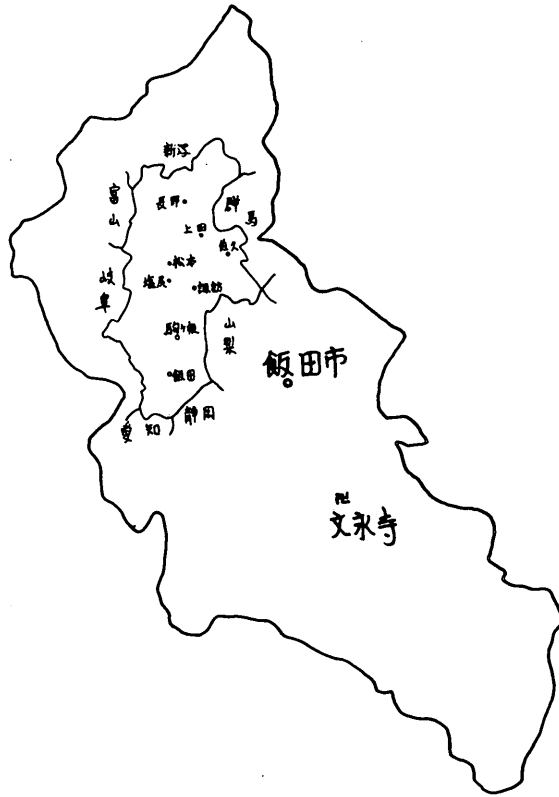 新潟
富山
長野
群馬
上田
佐久
松本
岐阜
塩尻
諏訪
駒ヶ根
山梨
飯田市
飯田
静岡
愛知
文永寺